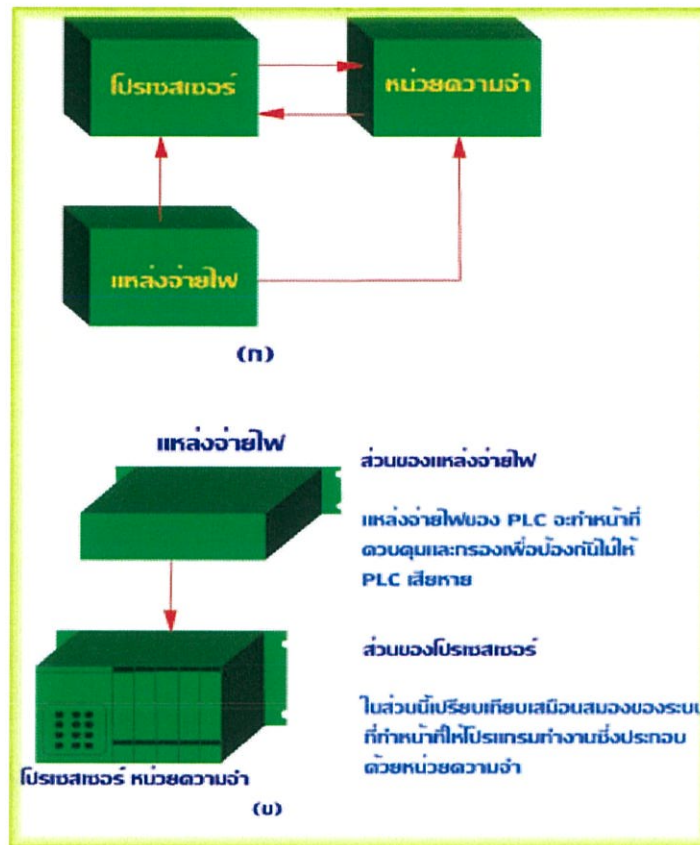 โปรเซสเซอร์
หน่วยความจำ
แหล่งจ่ายไฟ
(ก)
แหล่งจ่ายไฟ
ส่วนของแหล่งจ่ายไฟ
แหล่งจ่ายไฟของ PLC จะทำหน้าที่
ควบคุมและกรองเพื่อป้องกันไม่ให้
PLC เสียหาย
ส่วนของโปรเซสเซอร์
ในส่วนนี้เปรียบเทียบเสมือนสมองของระบบ
ที่ทำหน้าที่ให้โปรแกรมทำงานซึ่งประกอบ
ด้วยหน่วยความจำ
โปรเซสเซอร์ หน่วยความจำ
(ข)